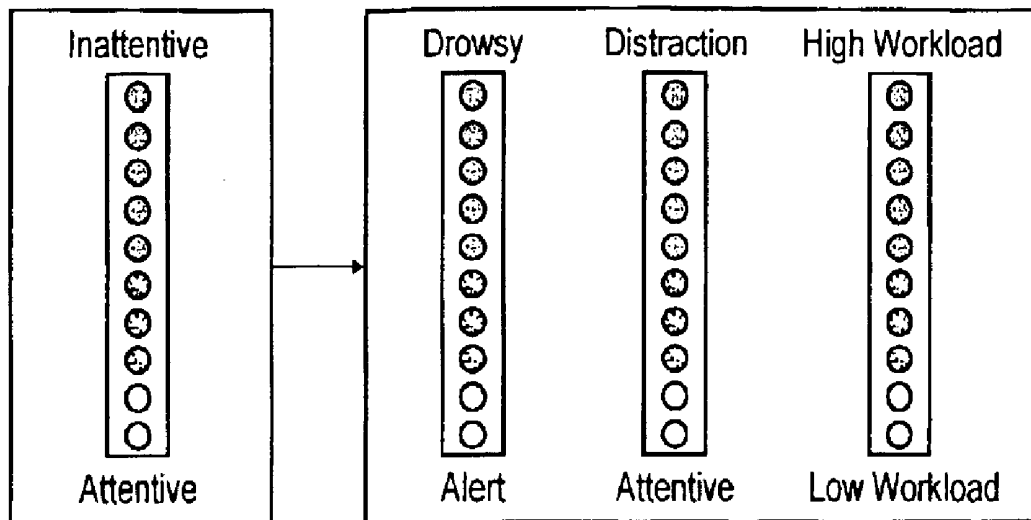 Inattentive
Attentive
Drowsy Distraction High Workload
Alert Attentive Low Workload